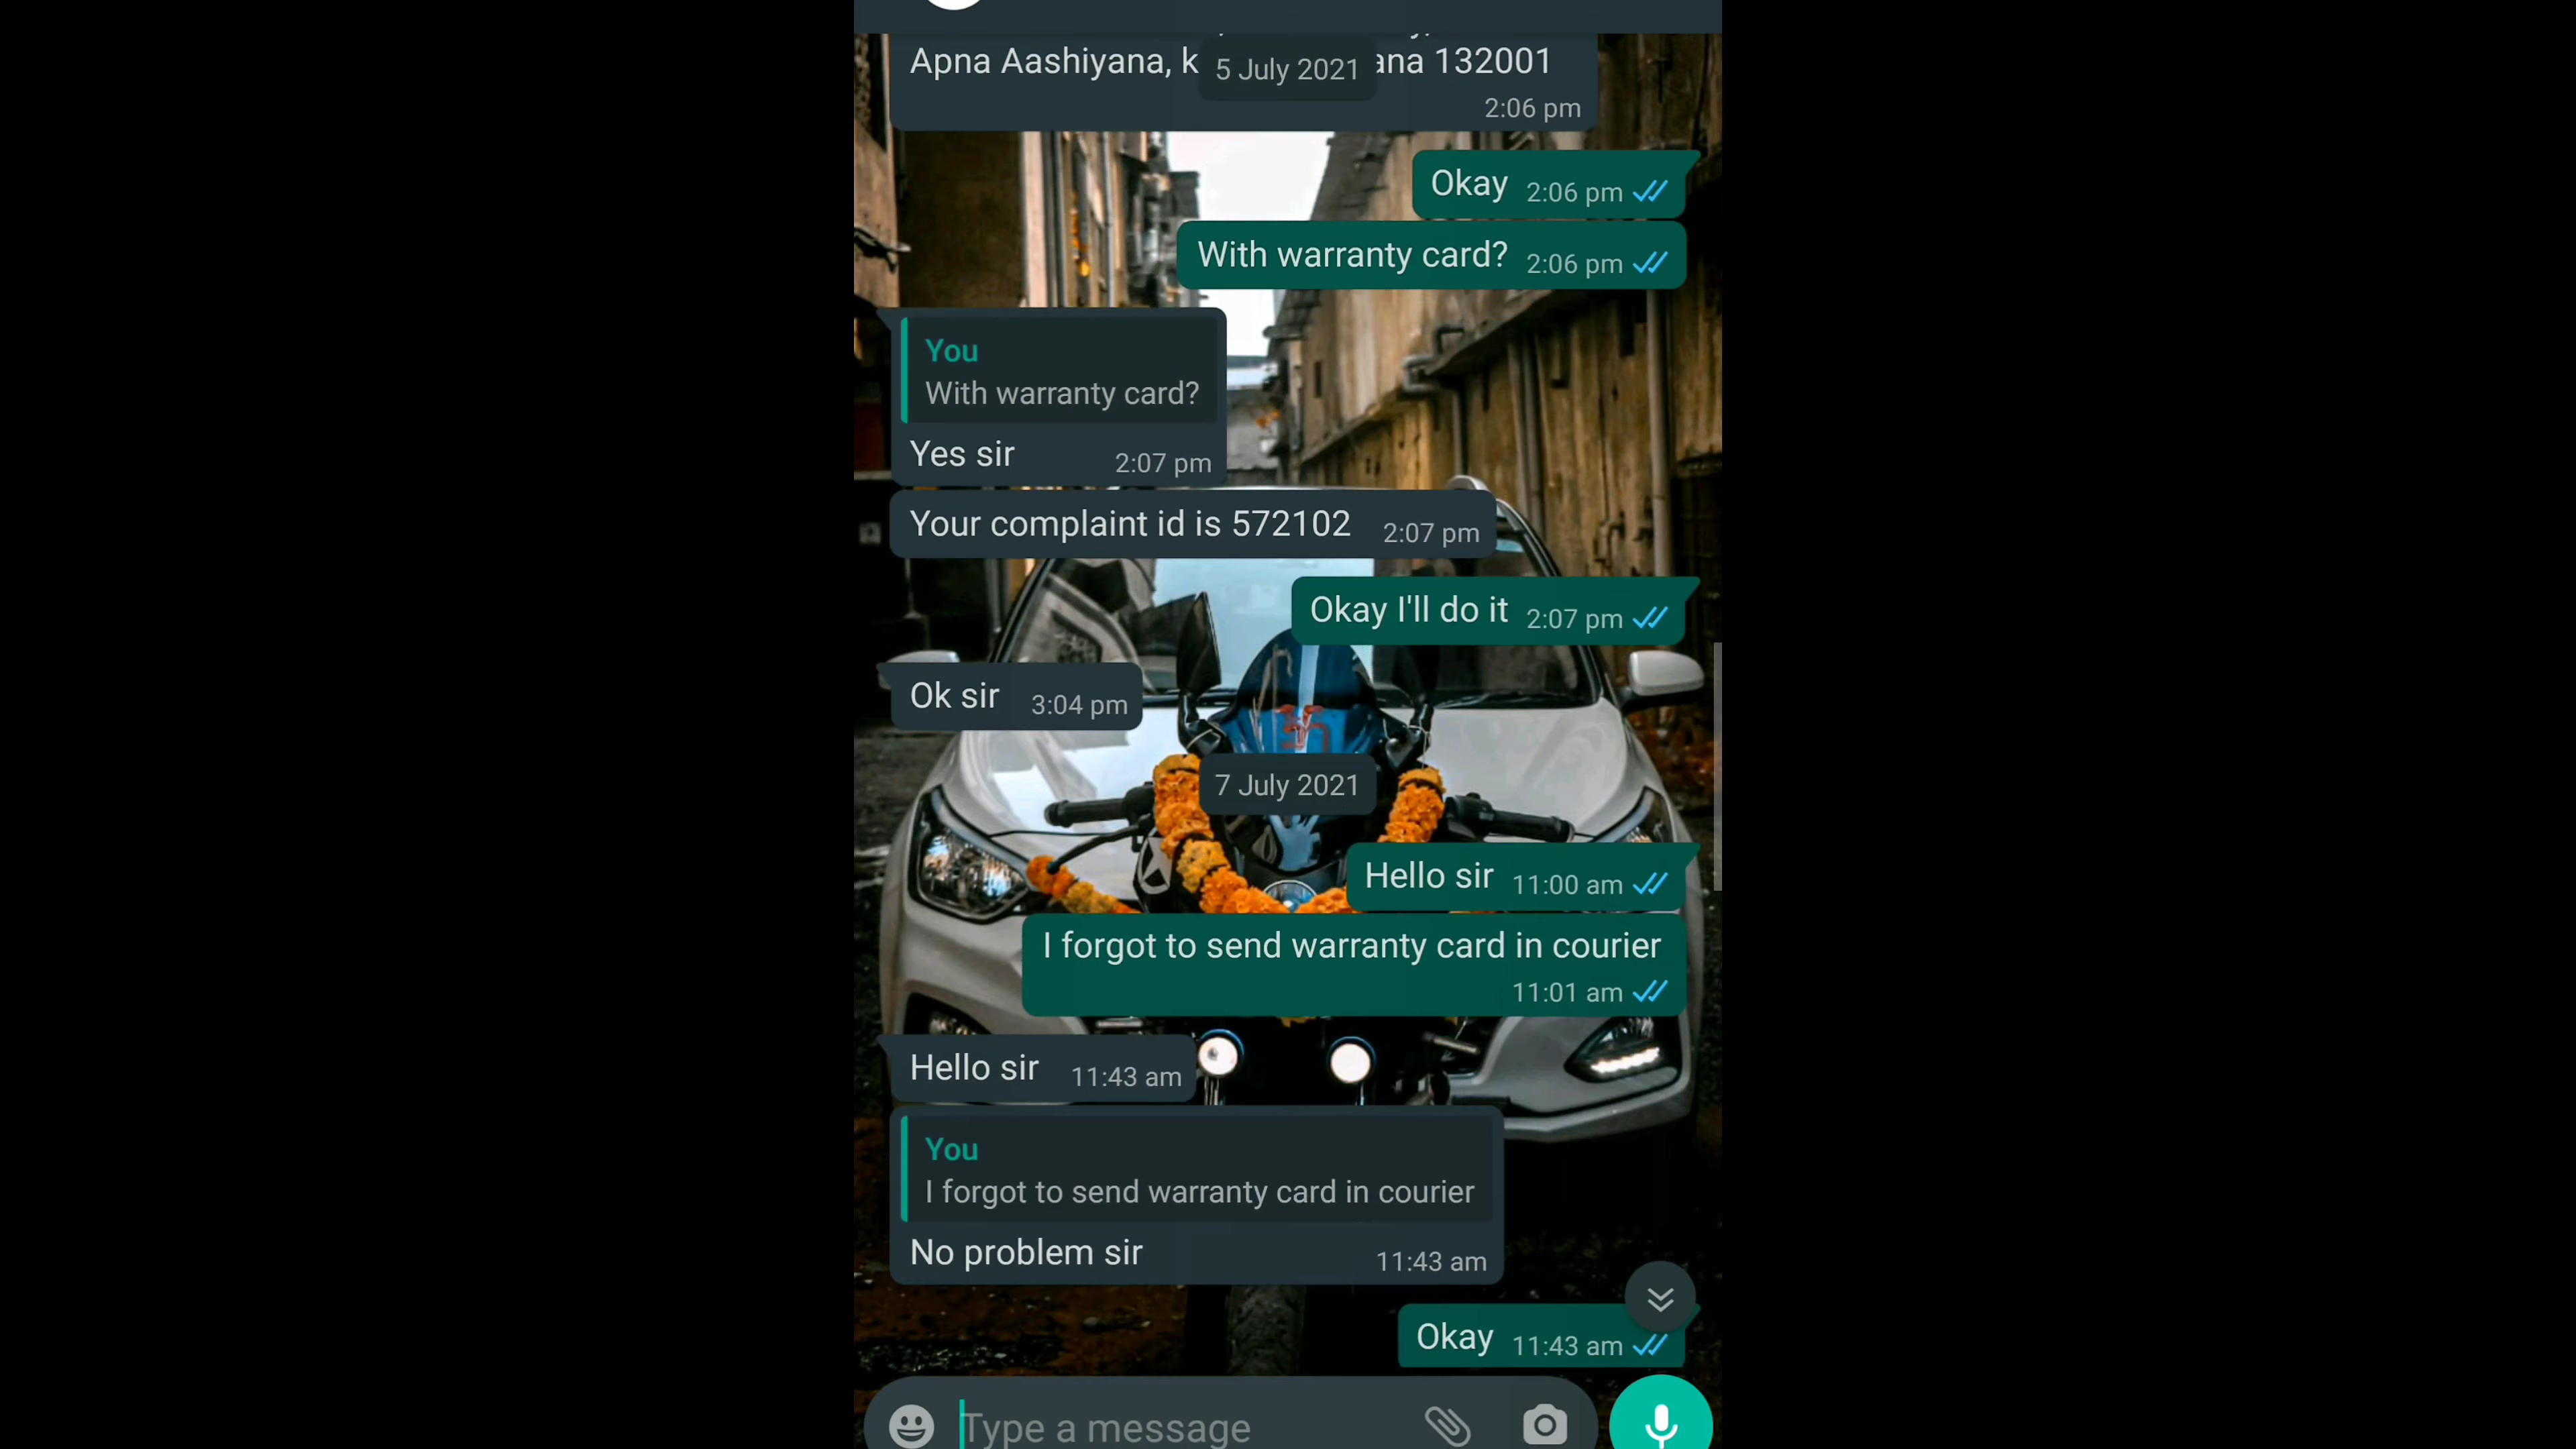 Apna Aashiyana, k
ana 132001
5 July 2021
2:06 pm
Okay 2:06 pm
With warranty card? 2:06 pm
You
With warranty card?
Yes sir 2:07 pm
Your complaint id is 572102 2:07 pm
Okay I'll do it 2:07 pm
Ok sir 3:04 pm
7 July 2021
Hello sir 11:00 am
I forgot to send warranty card in courier
11:01 am
Hello sir 11:43 am
You
I forgot to send warranty card in courier
No problem sir 11:43 am
Okay 11:43 am
Type a message